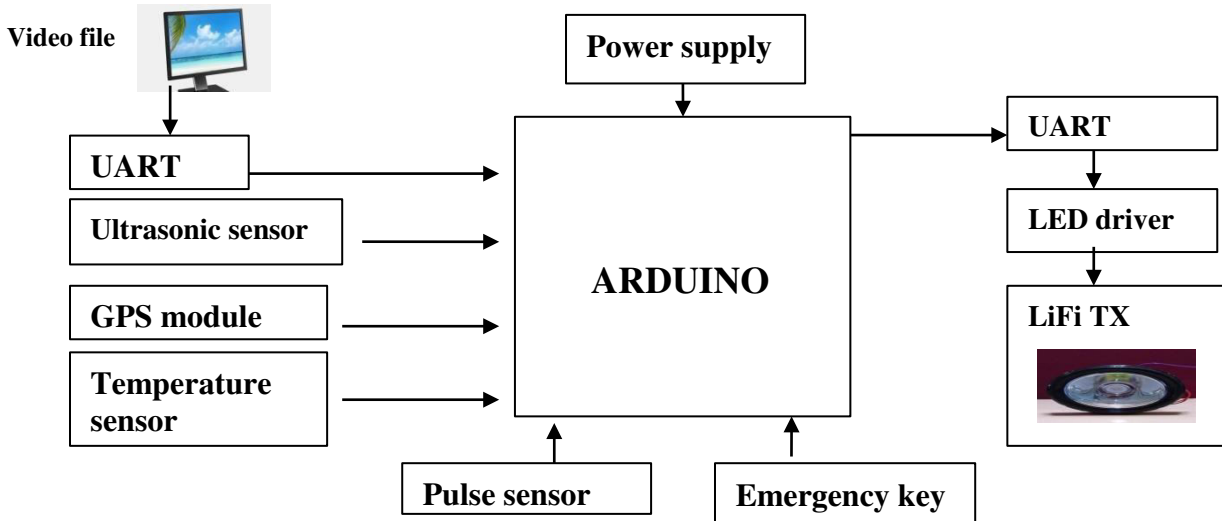 Video file
Power supply
UART
UART
Ultrasonic sensor
LED driver
ARDUINO
GPS module
LiFi TX
Temperature
sensor
Pulse sensor
Emergency key